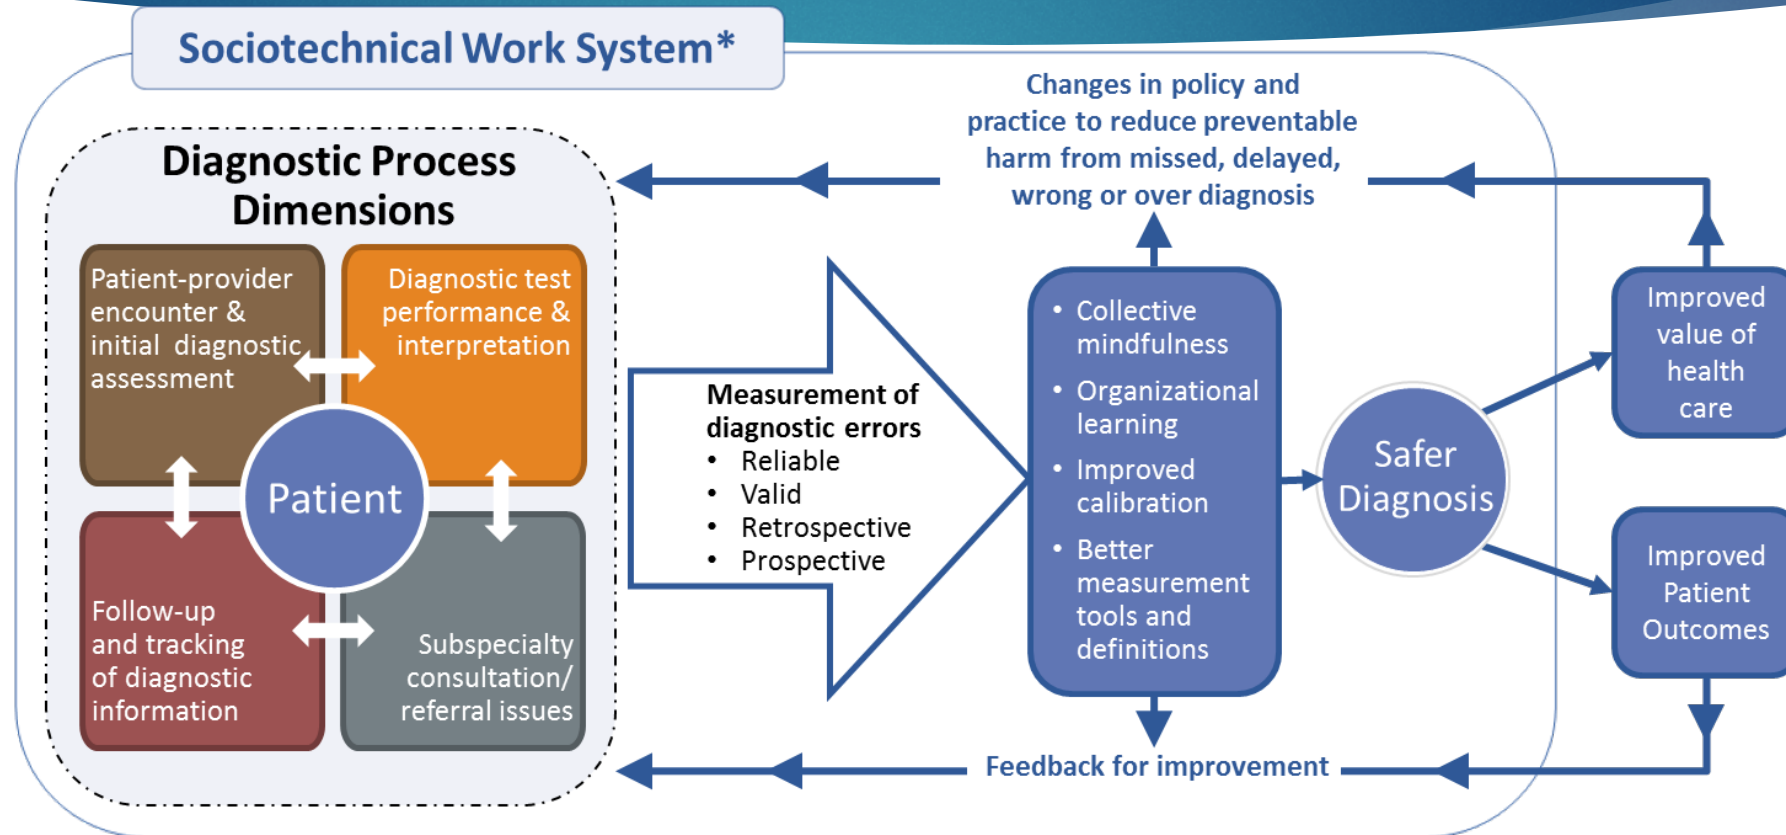 Sociotechnical Work System*
Diagnostic Process
Dimensions
Patient-provider
encounter &
initial diagnostic
assessment
Diagnostic test
performance &
interpretation
Patient
Follow-up
and tracking
of diagnostic
information
Subspecialty
consultation/
referral issues
Measurement of
diagnostic errors
• Reliable
• Valid
• Retrospective
• Prospective
Changes in policy and
practice to reduce preventable
harm from missed, delayed,
wrong or over diagnosis
• Collective
mindfulness
• Organizational
learning
• Improved
calibration
• Better
measurement
tools and
definitions
Feedback for improvement
Safer
Diagnosis
Improved
value of
health
care
Improved
Patient
Outcomes